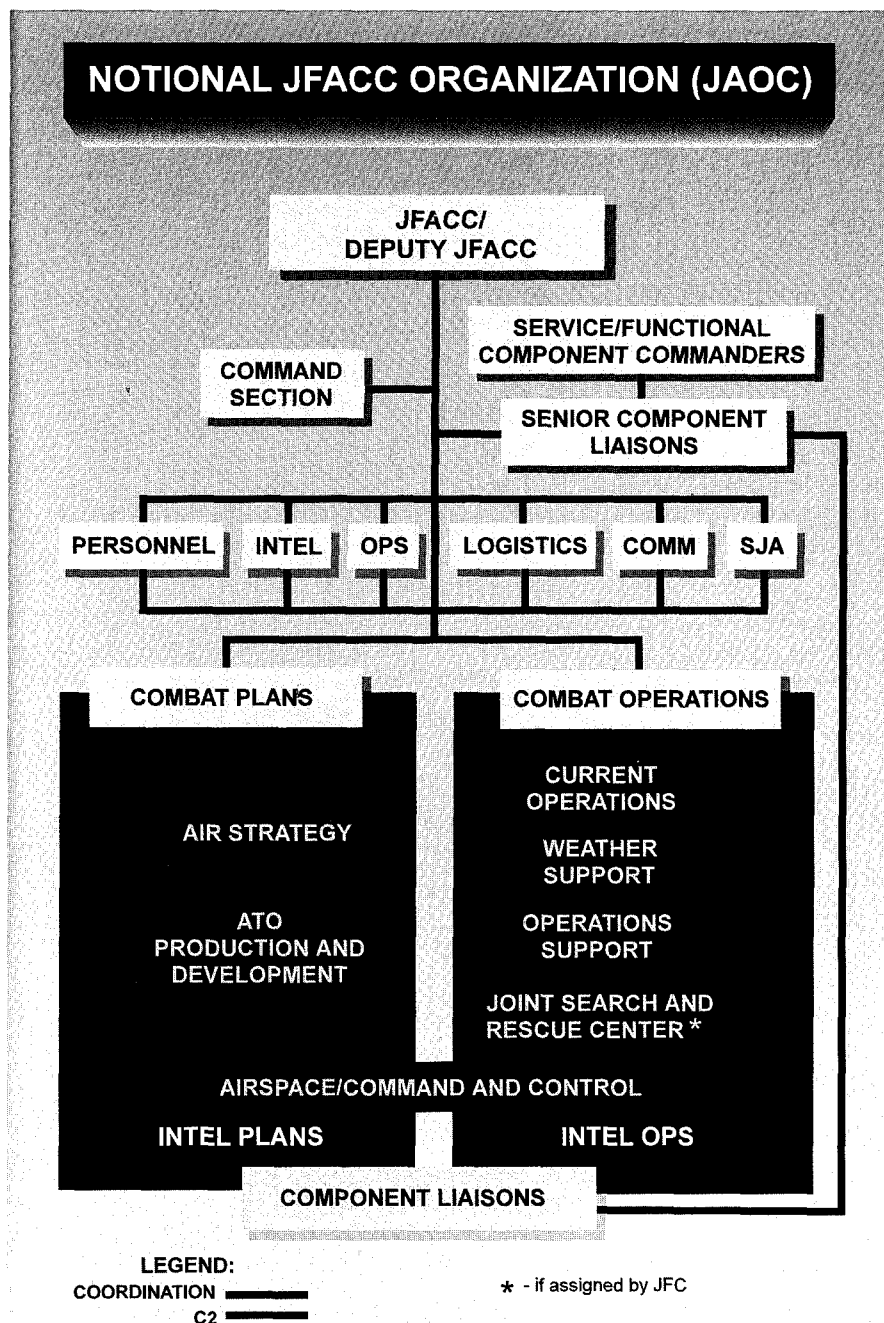 NOTIONAL JFACC ORGANIZATION (JAOC)
JFACC/
DEPUTY JFACC
SERVICE/FUNCTIONAL
COMPONENT COMMANDERS
COMMAND
SECTION
SENIOR COMPONENT
LIAISONS
PERSONNEL INTEL OPS LOGISTICS COMM SJA
COMBAT PLANS
AIR STRATEGY
ATO
PRODUCTION AND
DEVELOPMENT
COMBAT OPERATIONS
CURRENT
OPERATIONS
WEATHER
SUPPORT
OPERATIONS
SUPPORT
JOINT SEARCH AND
RESCUE CENTER *
AIRSPACE/COMMAND AND CONTROL
INTEL PLANS INTEL OPS
COMPONENT LIAISONS
LEGEND:
COORDINATION
C2
* - if assigned by JFC